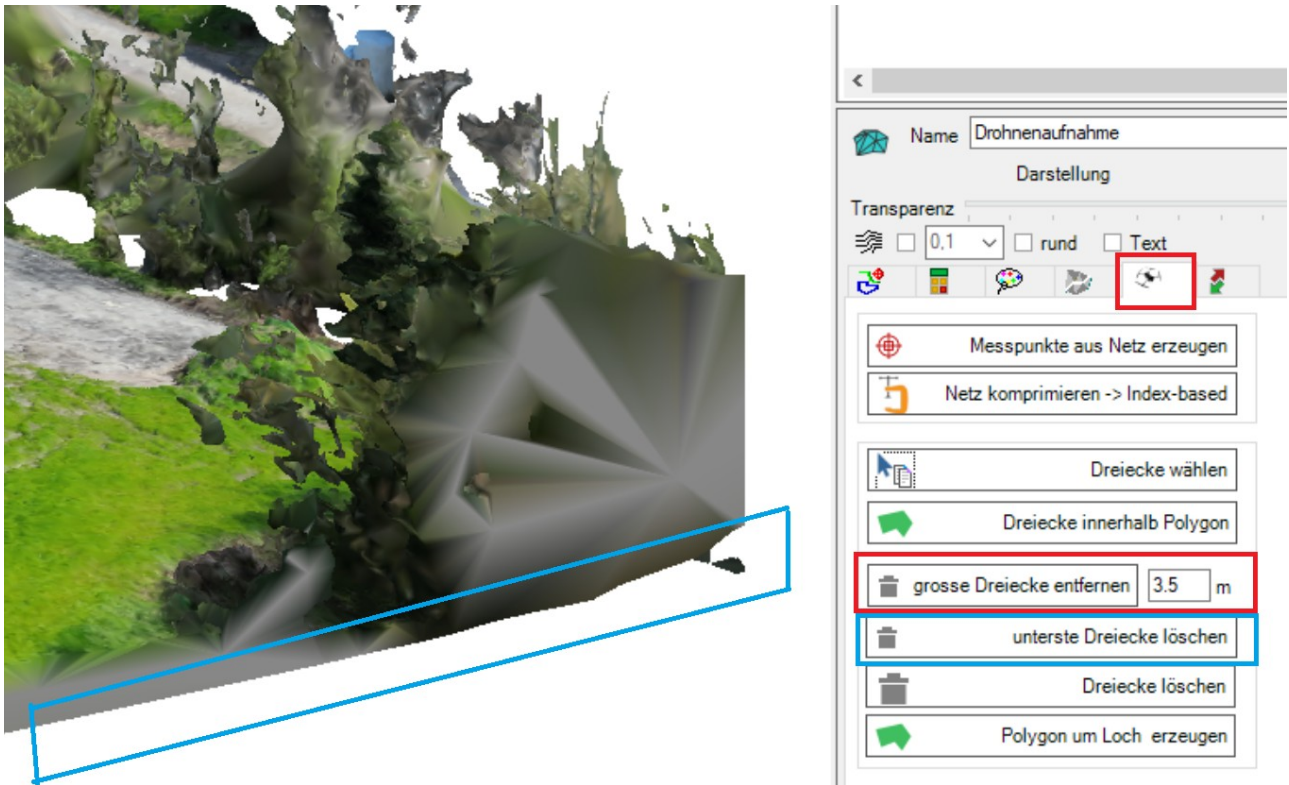 Name Drohnenaufnahme
Darstellung
Transparenz
0,1 rund Text
Messpunkte aus Netz erzeugen
Netz komprimieren -> Index-based
Dreiecke wählen
Dreiecke innerhalb Polygon
grosse Dreiecke entfernen 3.5 m
unterste Dreiecke löschen
Dreiecke löschen
Polygon um Loch erzeugen